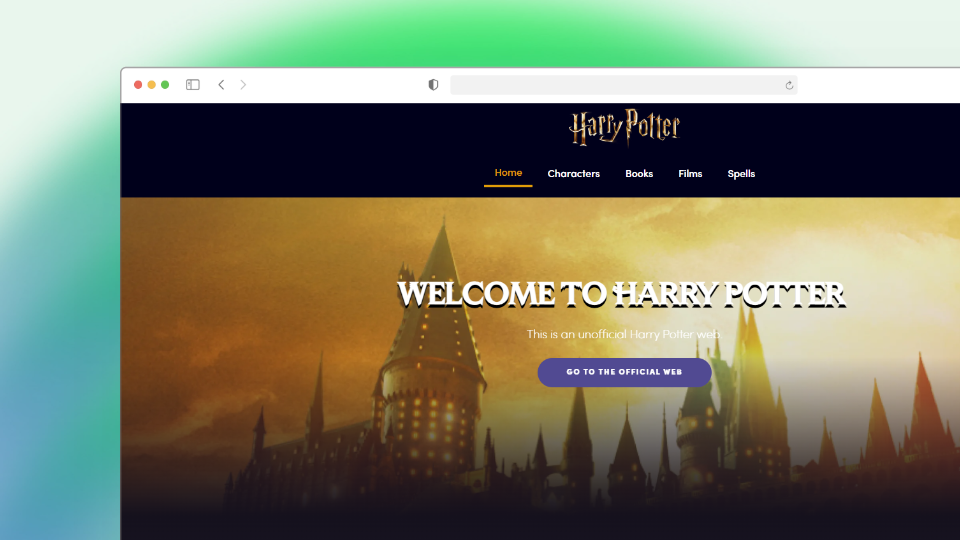 Harry Potter
Home Characters Books Films Spells
WELCOME TO HARRY POTTER
This is an unofficial Harry Potter web
GO TO THE OFFICIAL WEB